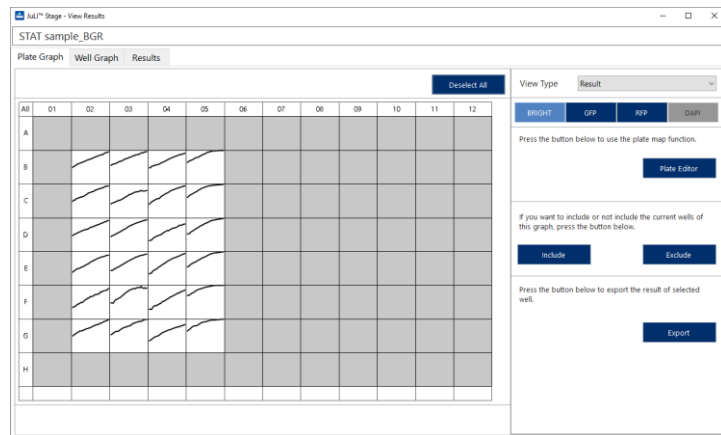 JuLI™ Stage - View Results
STAT sample_BGR
Plate Graph Well Graph Results
Deselect All
View Type Result
All 01 02 03 04 05 06 07 08 09 10 11 12
A
B
C
D
E
F
G
H
BRIGHT GFP RFP DAPI
Press the button below to use the plate map function.
Plate Editor
If you want to include or not include the current wells of
this graph, press the button below.
Include Exclude
Press the button below to export the result of selected
well.
Export